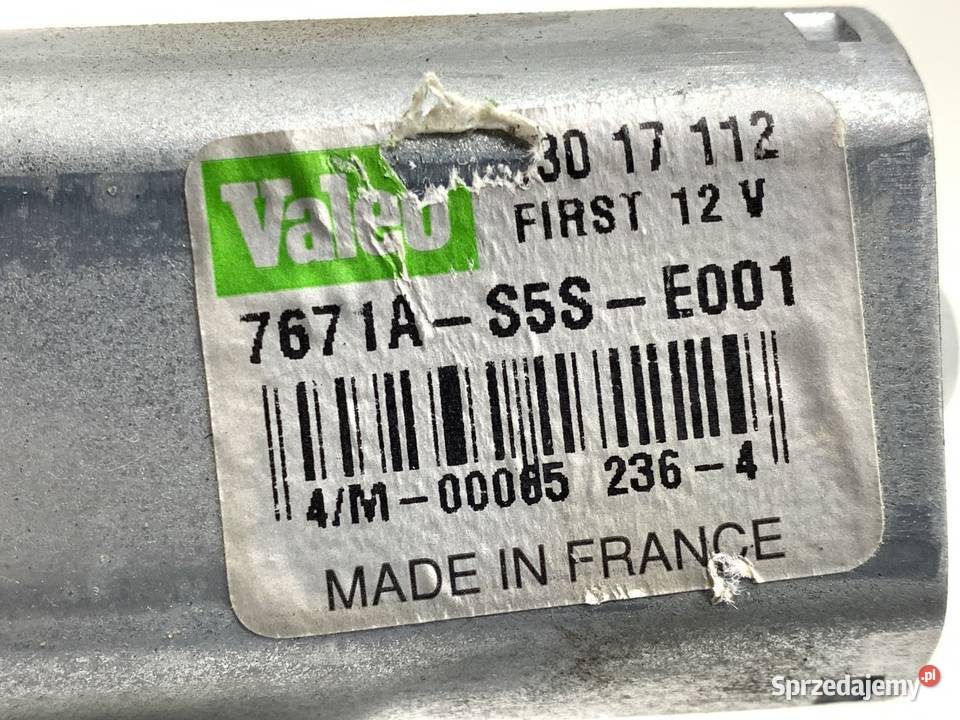 Valeo
30 17 112
FIRST 12 V
7671A-S5S-E001
4/M-00065 236-4
MADE IN FRANCE
Sprzedajemy.pl